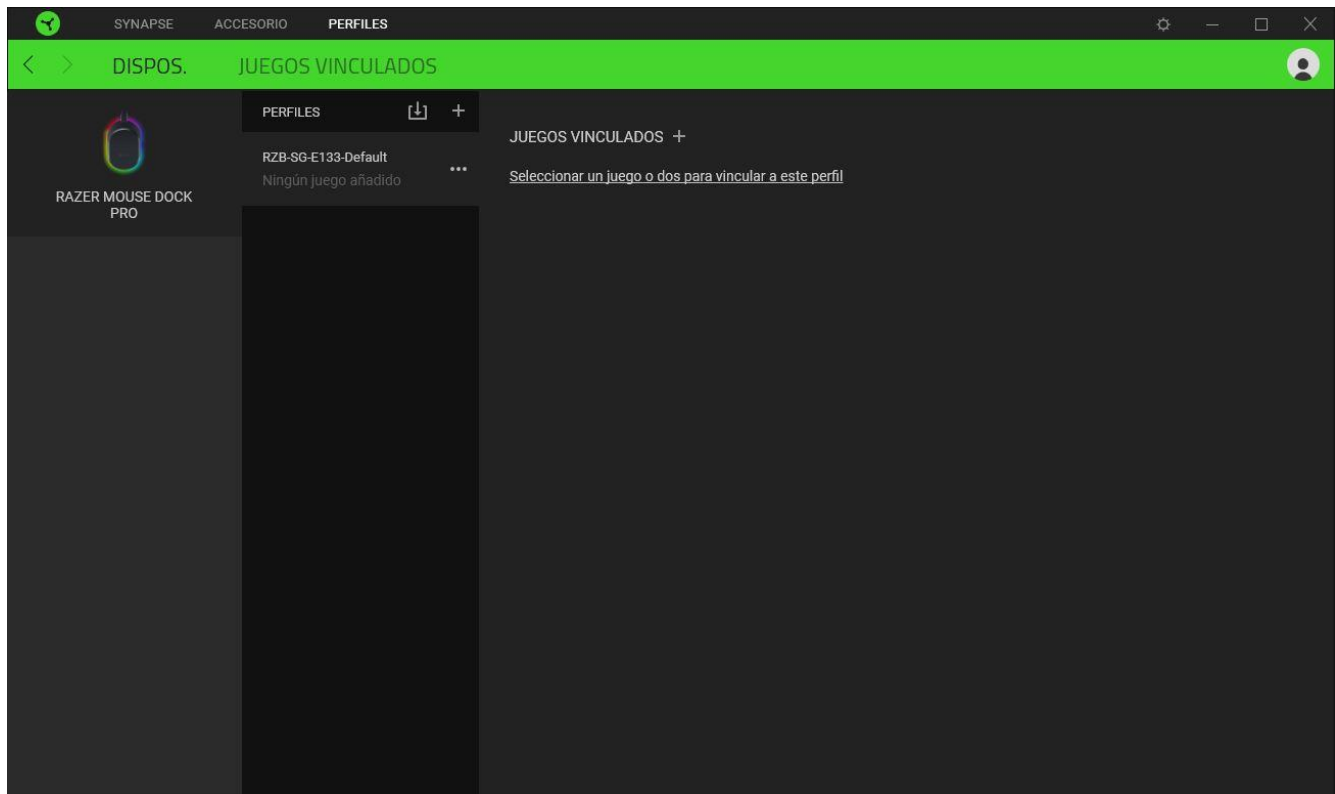 SYNAPSE ACCESORIO PERFILES
DISPOS. JUEGOS VINCULADOS
RAZER MOUSE DOCK
PRO
PERFILES
RZB-SG-E133-Default
Ningún juego añadido
JUEGOS VINCULADOS +
Seleccionar un juego o dos para vincular a este perfil